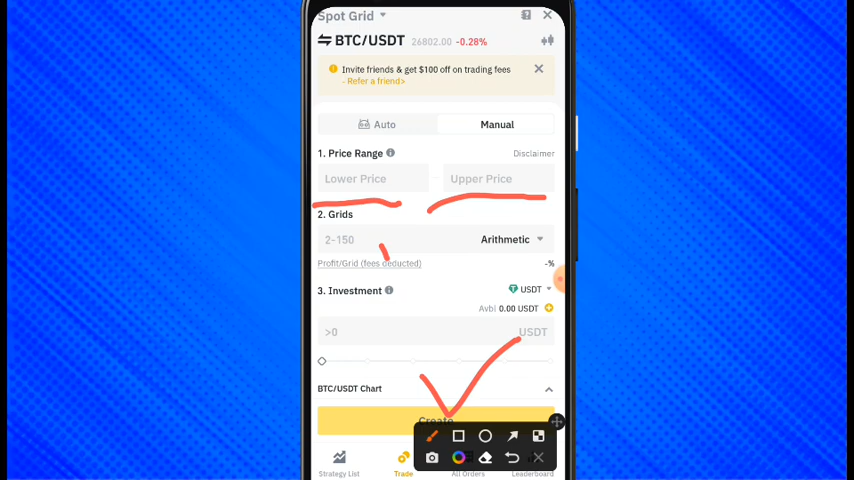 Spot Grid
BTC/USDT 26802.00 -0.28%
Invite friends & get $100 off on trading fees
- Refer a friend>
Auto Manual
1. Price Range Disclaimer
Lower Price Upper Price
2. Grids
2-150 Arithmetic
Profit/Grid (fees deducted) -%
3. Investment USDT
Avbl 0.00 USDT
>0 USDT
BTC/USDT Chart
Create
Strategy List Trade All Orders Leaderboard